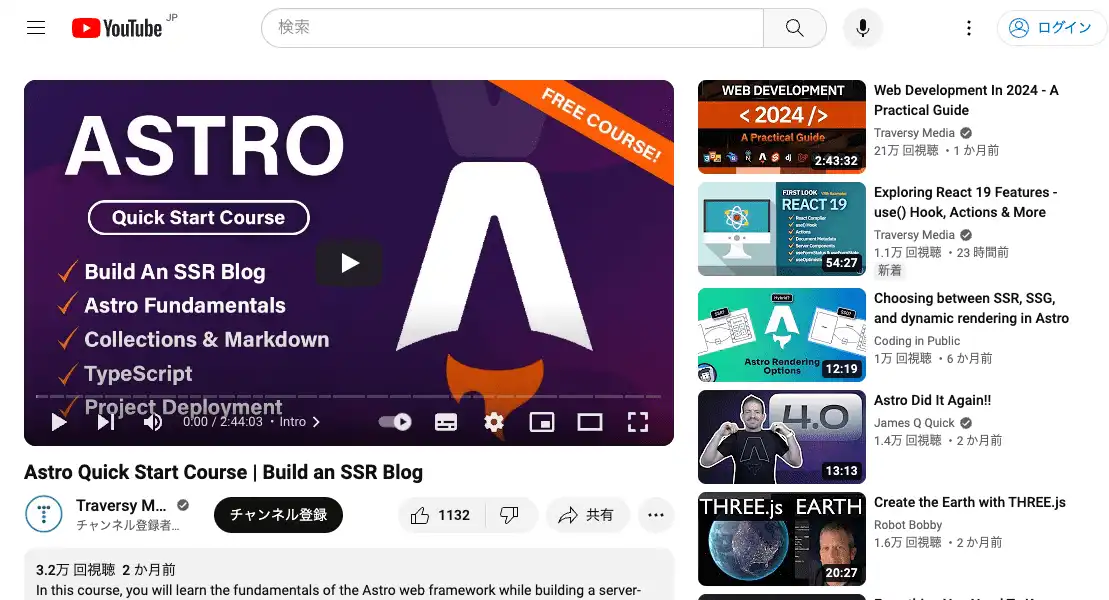 YouTube JP
検索
ログイン
ASTRO
FREE COURSE!
Quick Start Course
Build An SSR Blog
Astro Fundamentals
Collections & Markdown
TypeScript
Project Deployment
0:00 / 2:44:03 ・ Intro
Astro Quick Start Course | Build an SSR Blog
Traversy M...
チャンネル登録者...
チャンネル登録
1132
共有
3.2万 回視聴 2 か月前
In this course, you will learn the fundamentals of the Astro web framework while building a server-
WEB DEVELOPMENT
< 2024 />
A Practical Guide
2:43:32
Web Development In 2024 - A
Practical Guide
Traversy Media
21万 回視聴 ・1 か月前
FIRST LOOK
REACT 19
React Compiler
use() Hook
Actions
Document Metadata
Server Components
54:27
Exploring React 19 Features -
use() Hook, Actions & More
Traversy Media
1.1万 回視聴 ・23 時間前
新着
Hybrid?
SSR?
SSG?
Astro Rendering
Options
12:19
Choosing between SSR, SSG,
and dynamic rendering in Astro
Coding in Public
1万 回視聴 ・6 か月前
4.0
13:13
Astro Did It Again!!
James Q Quick
1.4万 回視聴 ・2 か月前
THREE.js EARTH
20:27
Create the Earth with THREE.js
Robot Bobby
1.6万 回視聴 ・2 か月前